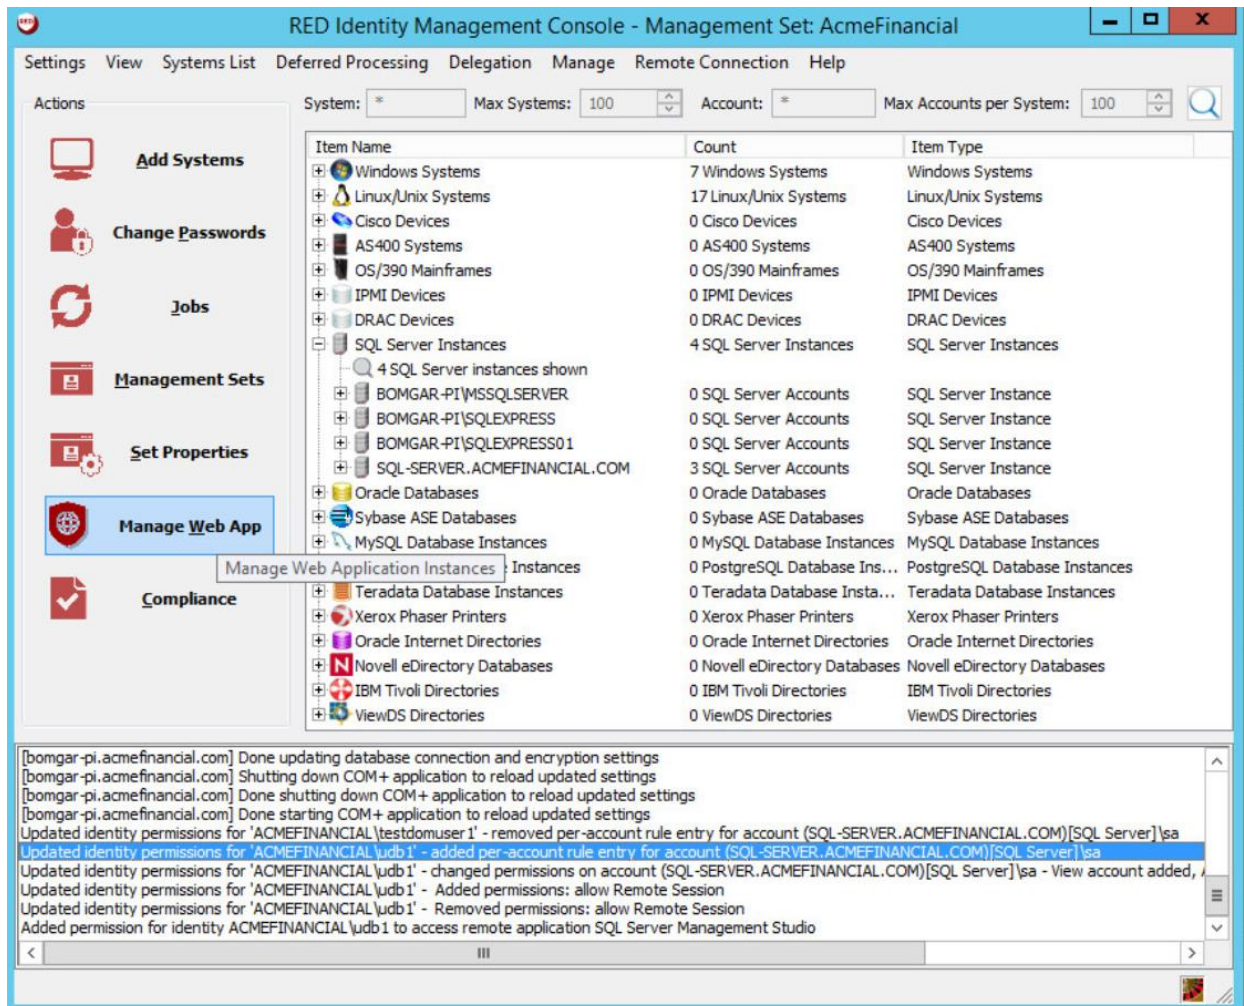 RED Identity Management Console - Management Set: AcmeFinancial
Settings View Systems List Deferred Processing Delegation Manage Remote Connection Help
Actions
System: * Max Systems: 100 Account: * Max Accounts per System: 100
Add Systems
Change Passwords
Jobs
Management Sets
Set Properties
Manage Web App
Manage Web Application Instances
Compliance
Item Name Count Item Type
Windows Systems 7 Windows Systems Windows Systems
Linux/Unix Systems 17 Linux/Unix Systems Linux/Unix Systems
Cisco Devices 0 Cisco Devices Cisco Devices
AS400 Systems 0 AS400 Systems AS400 Systems
OS/390 Mainframes 0 OS/390 Mainframes OS/390 Mainframes
IPMI Devices 0 IPMI Devices IPMI Devices
DRAC Devices 0 DRAC Devices DRAC Devices
SQL Server Instances 4 SQL Server Instances SQL Server Instances
4 SQL Server instances shown
BOMGAR-PI\MSSQLSERVER 0 SQL Server Accounts SQL Server Instance
BOMGAR-PI\SQLEXPRESS 0 SQL Server Accounts SQL Server Instance
BOMGAR-PI\SQLEXPRESS01 0 SQL Server Accounts SQL Server Instance
SQL-SERVER.ACMEFINANCIAL.COM 3 SQL Server Accounts SQL Server Instance
Oracle Databases 0 Oracle Databases Oracle Databases
Sybase ASE Databases 0 Sybase ASE Databases Sybase ASE Databases
MySQL Database Instances 0 MySQL Database Instances MySQL Database Instances
Instances 0 PostgreSQL Database Ins... PostgreSQL Database Instances
Teradata Database Instances 0 Teradata Database Insta... Teradata Database Instances
Xerox Phaser Printers 0 Xerox Phaser Printers Xerox Phaser Printers
Oracle Internet Directories 0 Oracle Internet Directories Oracle Internet Directories
Novell eDirectory Databases 0 Novell eDirectory Databases Novell eDirectory Databases
IBM Tivoli Directories 0 IBM Tivoli Directories IBM Tivoli Directories
ViewDS Directories 0 ViewDS Directories ViewDS Directories
[bomgar-pi.acmefinancial.com] Done updating database connection and encryption settings
[bomgar-pi.acmefinancial.com] Shutting down COM+ application to reload updated settings
[bomgar-pi.acmefinancial.com] Done shutting down COM+ application to reload updated settings
[bomgar-pi.acmefinancial.com] Done starting COM+ application to reload updated settings
Updated identity permissions for 'ACMEFINANCIAL\testdomuser1' - removed per-account rule entry for account (SQL-SERVER.ACMEFINANCIAL.COM)[SQL Server]\sa
Updated identity permissions for 'ACMEFINANCIAL\udb1' - added per-account rule entry for account (SQL-SERVER.ACMEFINANCIAL.COM)[SQL Server]\sa
Updated identity permissions for 'ACMEFINANCIAL\udb1' - changed permissions on account (SQL-SERVER.ACMEFINANCIAL.COM)[SQL Server]\sa - View account added,
Updated identity permissions for 'ACMEFINANCIAL\udb1' - Added permissions: allow Remote Session
Updated identity permissions for 'ACMEFINANCIAL\udb1' - Removed permissions: allow Remote Session
Added permission for identity ACMEFINANCIAL\udb1 to access remote application SQL Server Management Studio